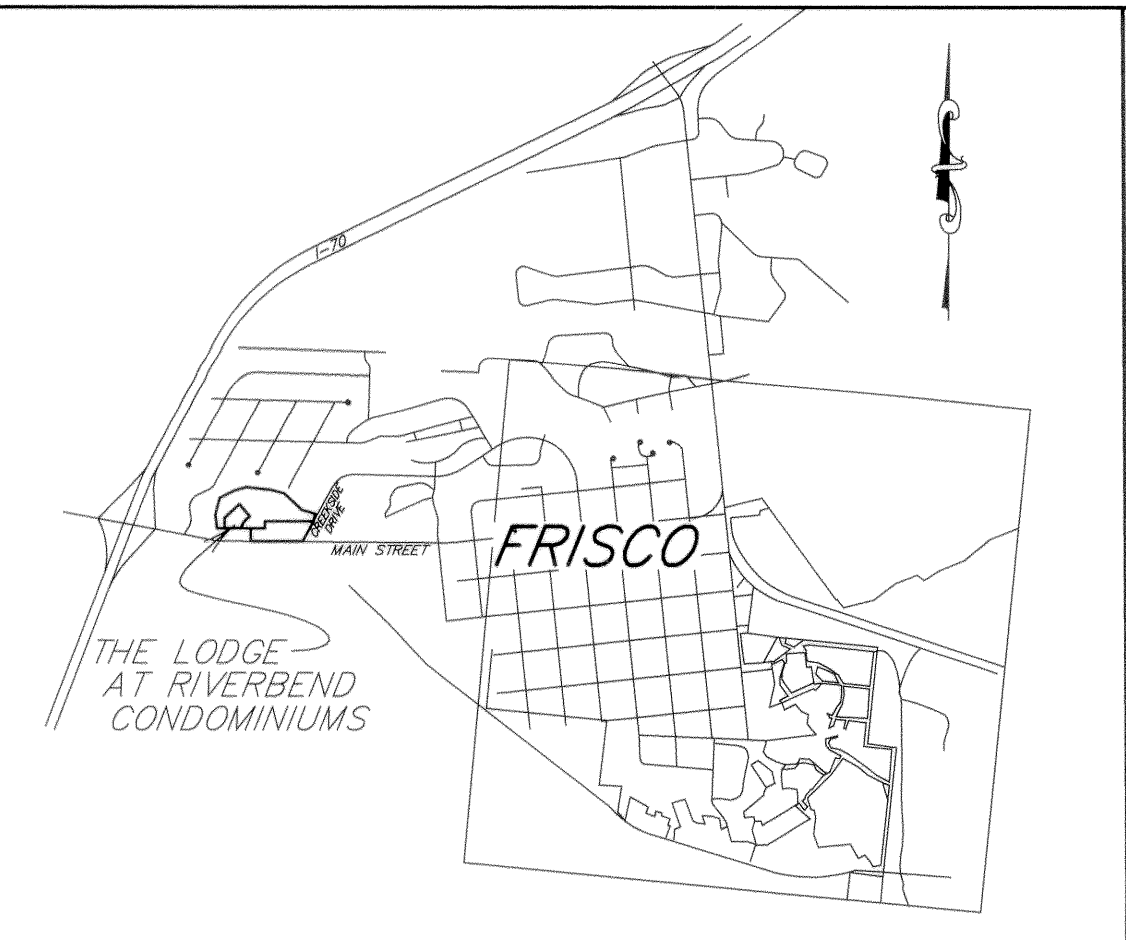 I-70
CREEKSIDE
DRIVE
MAIN STREET
FRISCO
THE LODGE
AT RIVERBEND
CONDOMINIUMS